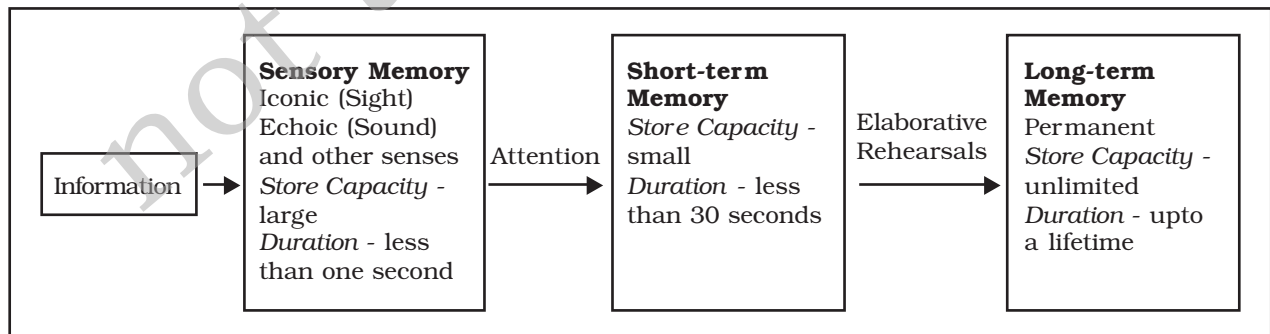 not
Information
Sensory Memory
Iconic (Sight)
Echoic (Sound)
and other senses
Store Capacity -
large
Duration - less
than one second
Attention
Short-term
Memory
Store Capacity -
small
Duration - less
than 30 seconds
Elaborative
Rehearsals
Long-term
Memory
Permanent
Store Capacity -
unlimited
Duration - upto
a lifetime